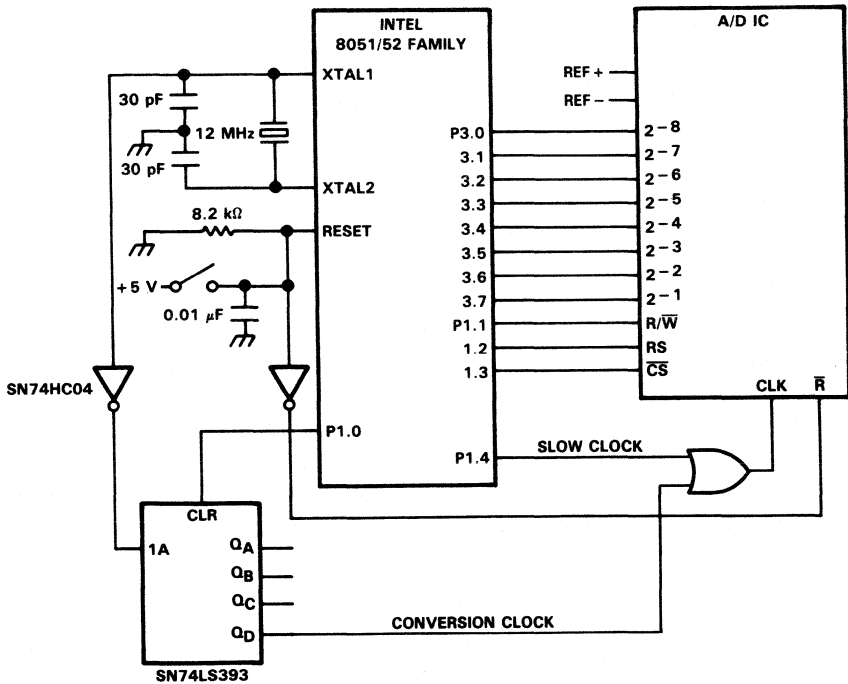 INTEL
8051/52 FAMILY
A/D IC
XTAL1
30 pF
12 MHz
30 pF
XTAL2
8.2 kΩ
RESET
+5 V
0.01 μF
SN74HC04
P1.0
REF +
REF −
P3.0
2−8
3.1
2−7
3.2
2−6
3.3
2−5
3.4
2−4
3.5
2−3
3.6
2−2
3.7
2−1
P1.1
R/W̅
1.2
RS
1.3
C̅S̅
CLK
R̅
P1.4
SLOW CLOCK
CLR
1A
QA
QB
QC
QD
CONVERSION CLOCK
SN74LS393